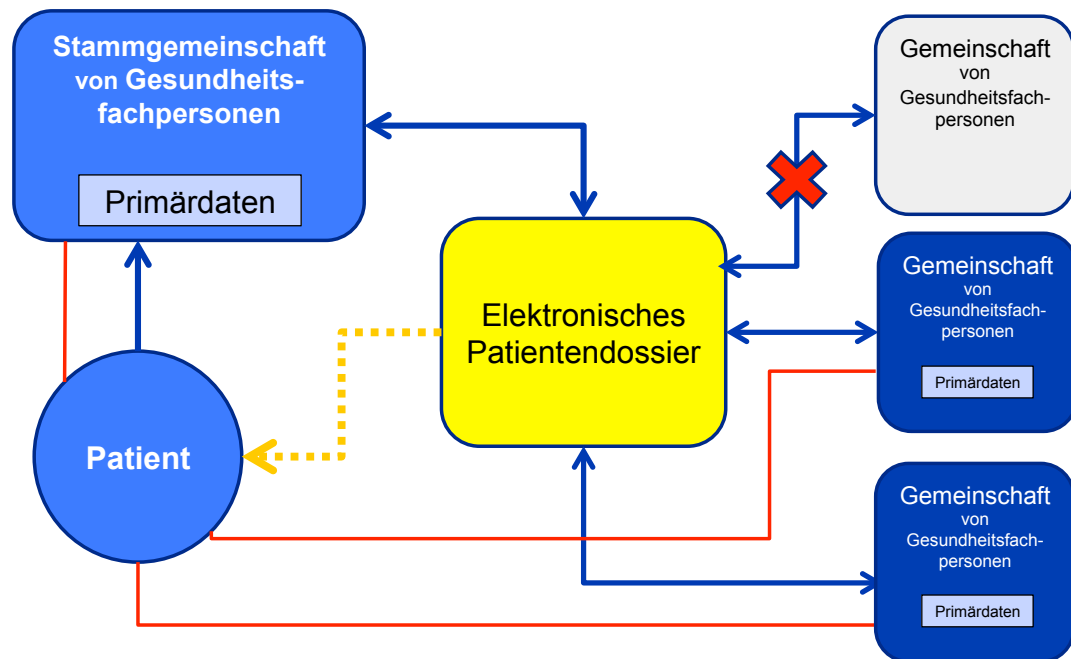 Stammgemeinschaft
von Gesundheits-
fachpersonen
Primärdaten
Patient
Elektronisches
Patientendossier
Gemeinschaft
von
Gesundheitsfach-
personen
Gemeinschaft
von
Gesundheitsfach-
personen
Primärdaten
Gemeinschaft
von
Gesundheitsfach-
personen
Primärdaten